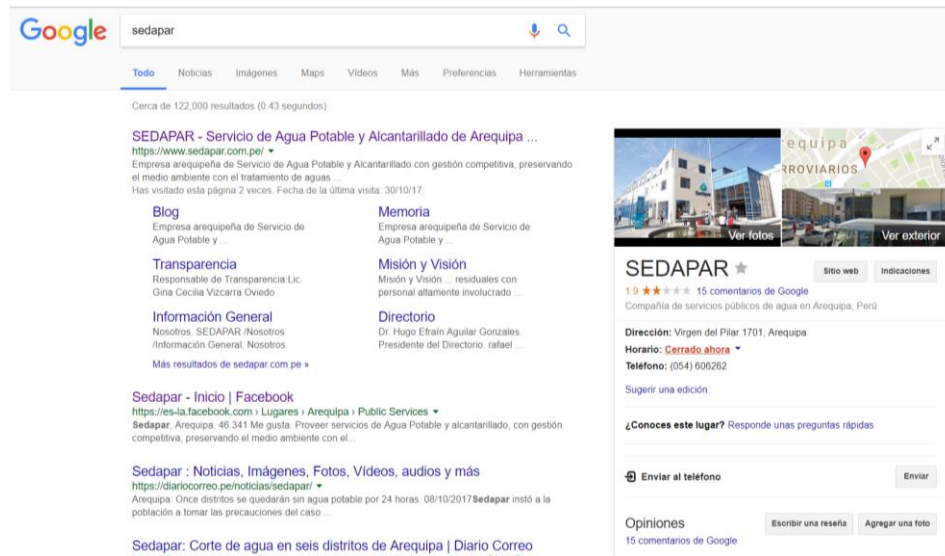 Google
sedapar
Todo Noticias Imágenes Maps Vídeos Más Preferencias Herramientas
Cerca de 122,000 resultados (0.43 segundos)
SEDAPAR - Servicio de Agua Potable y Alcantarillado de Arequipa ...
https://www.sedapar.com.pe/
Empresa arequipeña de Servicio de Agua Potable y Alcantarillado con gestión competitiva, preservando
el medio ambiente con el tratamiento de aguas ...
Has visitado esta página 2 veces. Fecha de la última visita: 30/10/17.
Blog
Empresa arequipeña de Servicio de
Agua Potable y ...
Memoria
Empresa arequipeña de Servicio de
Agua Potable y ...
Transparencia
Responsable de Transparencia:Lic.
Gina Cecilia Vizcarra Oviedo
Misión y Visión
Misión y Visión ... residuales con
personal altamente involucrado ...
Información General
Nosotros. SEDAPAR /Nosotros
/Información General. Nosotros.
Directorio
Dr. Hugo Efraín Aguilar Gonzales.
Presidente del Directorio. rafael ...
Más resultados de sedapar.com.pe »
Sedapar - Inicio | Facebook
https://es-la.facebook.com › Lugares › Arequipa › Public Services
Sedapar, Arequipa. 46.341 Me gusta. Proveer servicios de Agua Potable y alcantarillado, con gestión
competitiva, preservando el medio ambiente con el...
Sedapar : Noticias, Imágenes, Fotos, Vídeos, audios y más
https://diariocorreo.pe/noticias/sedapar/
Arequipa: Once distritos se quedarán sin agua potable por 24 horas. 08/10/2017Sedapar instó a la
población a tomar las precauciones del caso ...
Sedapar: Corte de agua en seis distritos de Arequipa | Diario Correo
equipa
RROVIARIOS
Ver fotos
Ver exterior
SEDAPAR
Sitio web Indicaciones
1.9 15 comentarios de Google
Compañía de servicios públicos de agua en Arequipa, Perú
Dirección: Virgen del Pilar 1701, Arequipa
Horario: Cerrado ahora
Teléfono: (054) 606262
Sugerir una edición
¿Conoces este lugar? Responde unas preguntas rápidas
Enviar al teléfono Enviar
Opiniones Escribir una reseña Agregar una foto
15 comentarios de Google